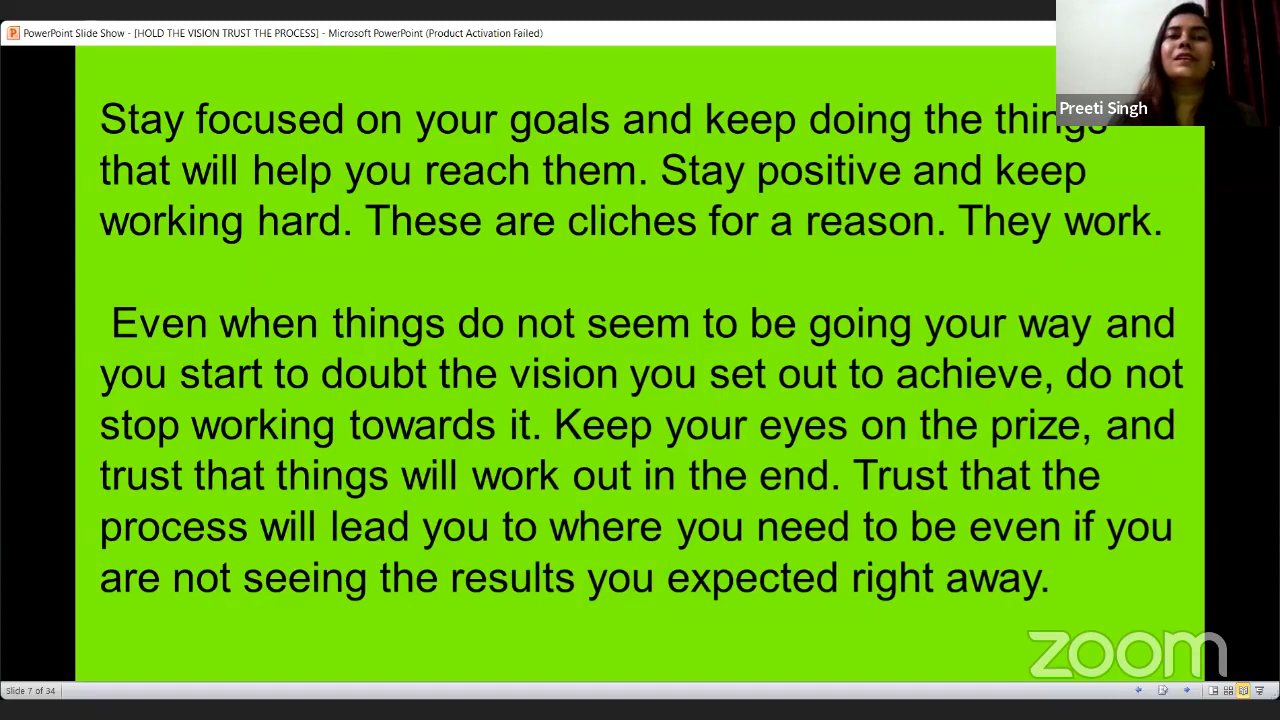 PowerPoint Slide Show - [HOLD THE VISION TRUST THE PROCESS] - Microsoft PowerPoint (Product Activation Failed)
Preeti Singh
Stay focused on your goals and keep doing the things
that will help you reach them. Stay positive and keep
working hard. These are cliches for a reason. They work.
Even when things do not seem to be going your way and
you start to doubt the vision you set out to achieve, do not
stop working towards it. Keep your eyes on the prize, and
trust that things will work out in the end. Trust that the
process will lead you to where you need to be even if you
are not seeing the results you expected right away.
zoom
Slide 7 of 34